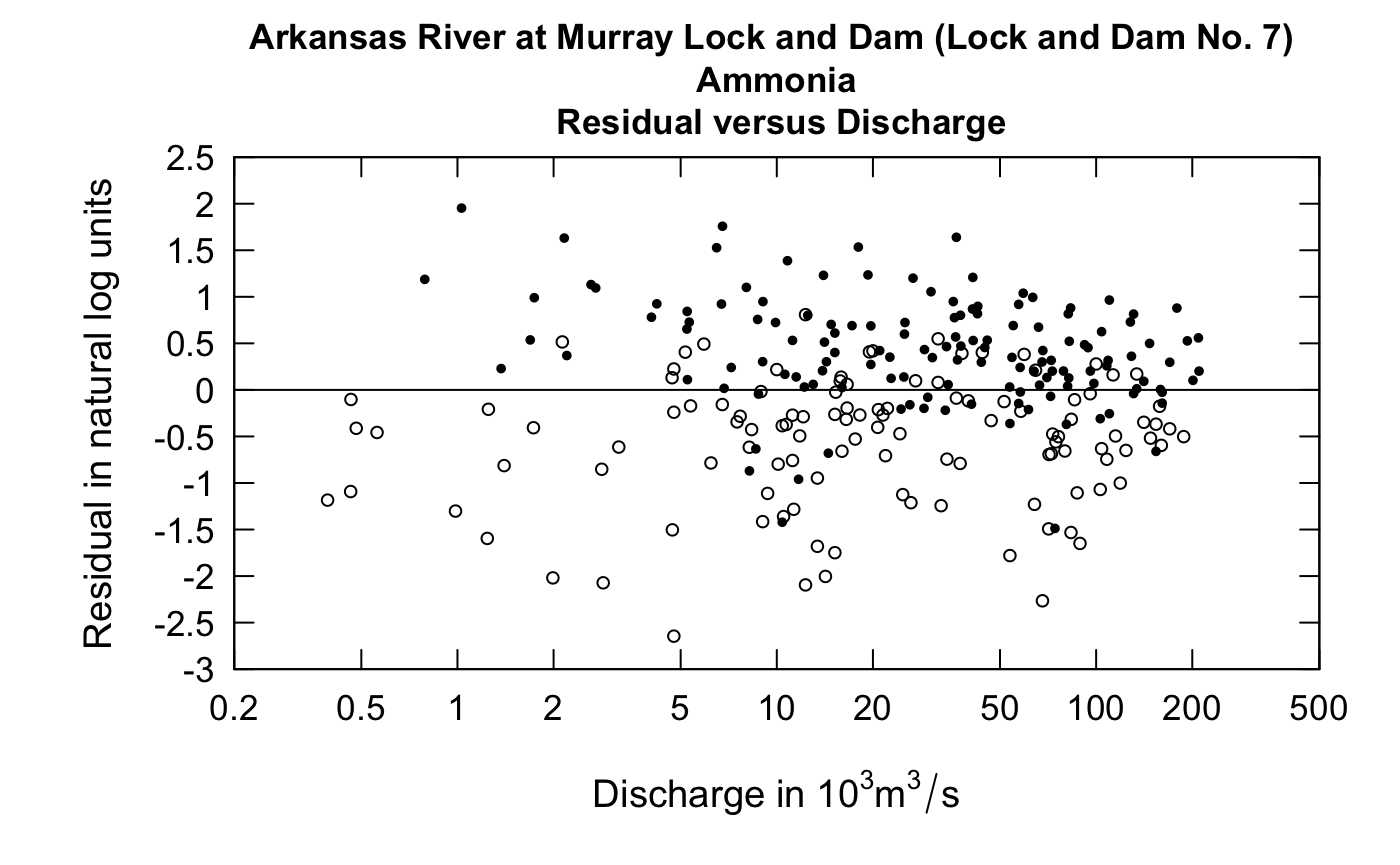 Arkansas River at Murray Lock and Dam (Lock and Dam No. 7)
Ammonia
Residual versus Discharge
Residual in natural log units
2.5
2
1.5
1
0.5
0
-0.5
-1
-1.5
-2
-2.5
-3
0.2 0.5 1 2 5 10 20 50 100 200 500
Discharge in 10³m³/s